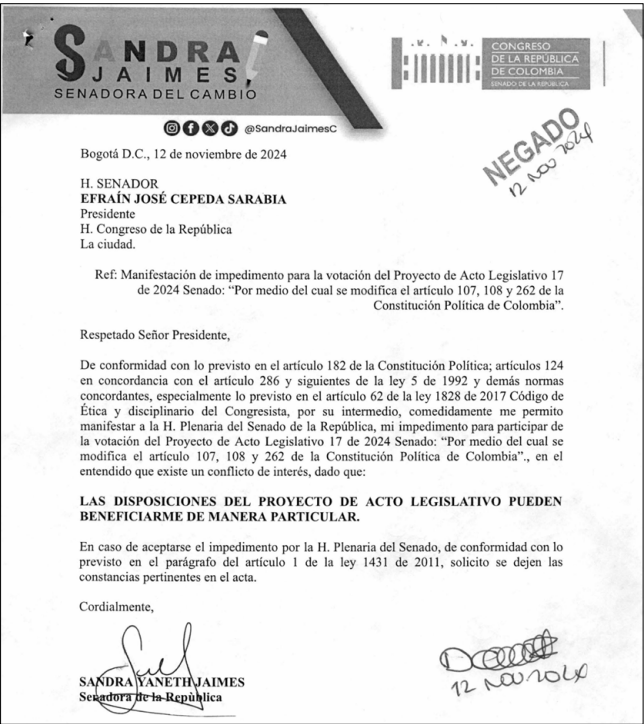 SANDRA
JAIMES
SENADORA DEL CAMBIO
CONGRESO
DE LA REPÚBLICA
DE COLOMBIA
SENADO DE LA REPÚBLICA
@SandraJaimesC
NEGADO
12 NOV 2024
Bogotá D.C., 12 de noviembre de 2024
H. SENADOR
EFRAÍN JOSÉ CEPEDA SARABIA
Presidente
H. Congreso de la República
La ciudad.
Ref: Manifestación de impedimento para la votación del Proyecto de Acto Legislativo 17
de 2024 Senado: “Por medio del cual se modifica el artículo 107, 108 y 262 de la
Constitución Política de Colombia”.
Respetado Señor Presidente,
De conformidad con lo previsto en el artículo 182 de la Constitución Política; artículos 124
en concordancia con el artículo 286 y siguientes de la ley 5 de 1992 y demás normas
concordantes, especialmente lo previsto en el artículo 62 de la ley 1828 de 2017 Código de
Ética y disciplinario del Congresista, por su intermedio, comedidamente me permito
manifestar a la H. Plenaria del Senado de la República, mi impedimento para participar de
la votación del Proyecto de Acto Legislativo 17 de 2024 Senado: “Por medio del cual se
modifica el artículo 107, 108 y 262 de la Constitución Política de Colombia”., en el
entendido que existe un conflicto de interés, dado que:
LAS DISPOSICIONES DEL PROYECTO DE ACTO LEGISLATIVO PUEDEN
BENEFICIARME DE MANERA PARTICULAR.
En caso de aceptarse el impedimento por la H. Plenaria del Senado, de conformidad con lo
previsto en el parágrafo del artículo 1 de la ley 1431 de 2011, solicito se dejen las
constancias pertinentes en el acta.
Cordialmente,
SANDRA YANETH JAIMES
Senadora de la República
12 NOV 2024